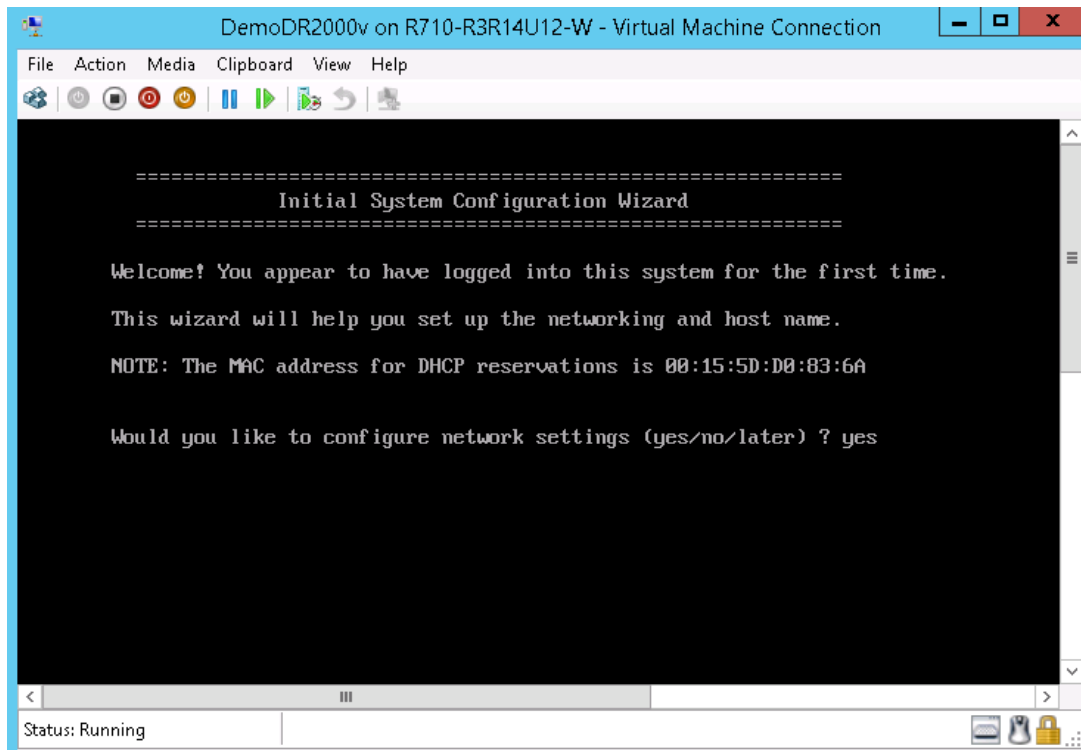 DemoDR2000v on R710-R3R14U12-W - Virtual Machine Connection
File Action Media Clipboard View Help
============================================================
Initial System Configuration Wizard
============================================================
Welcome! You appear to have logged into this system for the first time.
This wizard will help you set up the networking and host name.
NOTE: The MAC address for DHCP reservations is 00:15:5D:D0:83:6A
Would you like to configure network settings (yes/no/later) ? yes
Status: Running